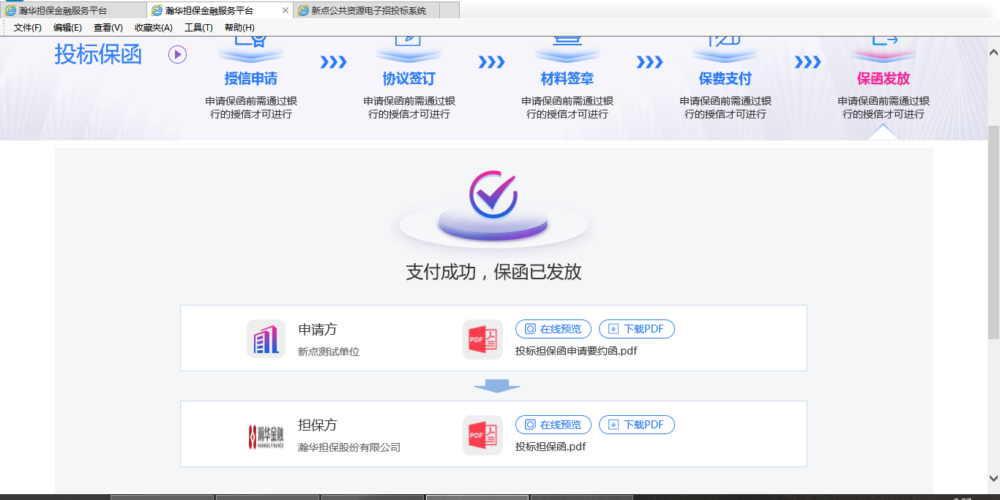 瀚华担保金融服务平台
瀚华担保金融服务平台
新点公共资源电子招投标系统
文件(F) 编辑(E) 查看(V) 收藏夹(A) 工具(T) 帮助(H)
投标保函
授信申请
申请保函前需通过银
行的授信才可进行
协议签订
申请保函前需通过银
行的授信才可进行
材料签章
申请保函前需通过银
行的授信才可进行
保费支付
申请保函前需通过银
行的授信才可进行
保函发放
申请保函前需通过银
行的授信才可进行
支付成功，保函已发放
申请方
新点测试单位
PDF
在线预览
下载PDF
投标担保函申请要约函.pdf
瀚华金融
HANHUA FINANCE
担保方
瀚华担保股份有限公司
PDF
在线预览
下载PDF
投标担保函.pdf